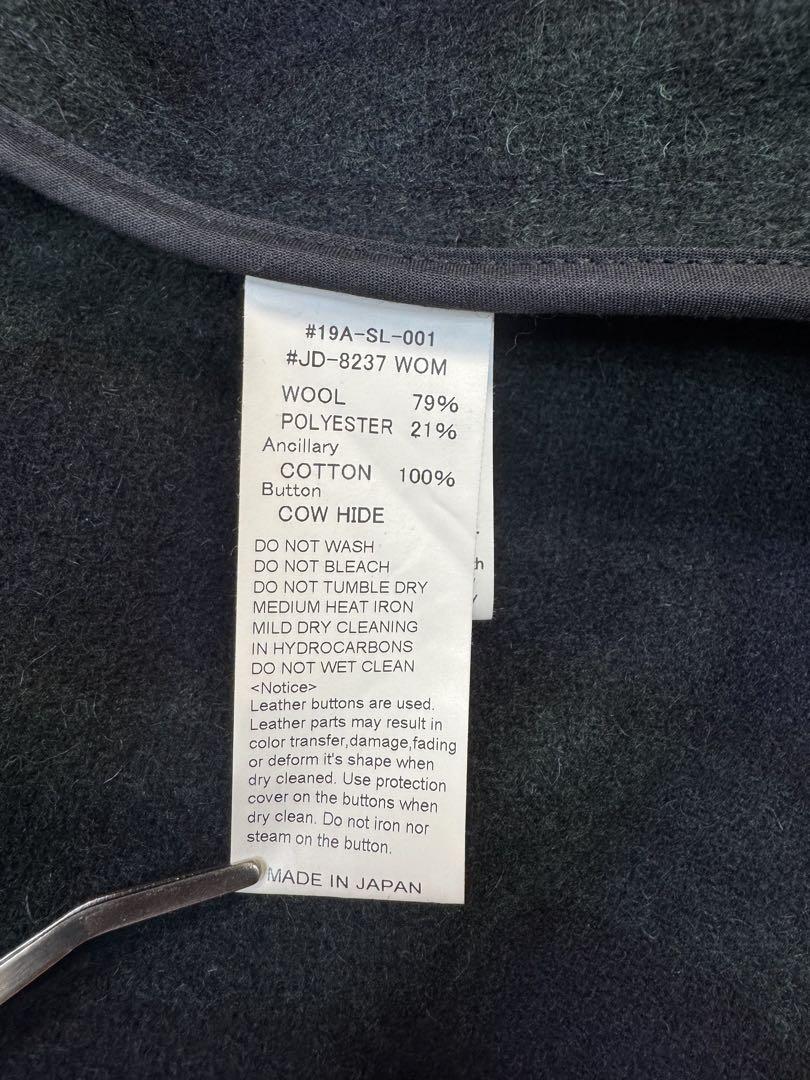 #19A-SL-001
#JD-8237 WOM
WOOL 79%
POLYESTER 21%
Ancillary
COTTON 100%
Button
COW HIDE
DO NOT WASH
DO NOT BLEACH
DO NOT TUMBLE DRY
MEDIUM HEAT IRON
MILD DRY CLEANING
IN HYDROCARBONS
DO NOT WET CLEAN
<Notice>
Leather buttons are used.
Leather parts may result in
color transfer,damage,fading
or deform it's shape when
dry cleaned. Use protection
cover on the buttons when
dry clean. Do not iron nor
steam on the button.
MADE IN JAPAN